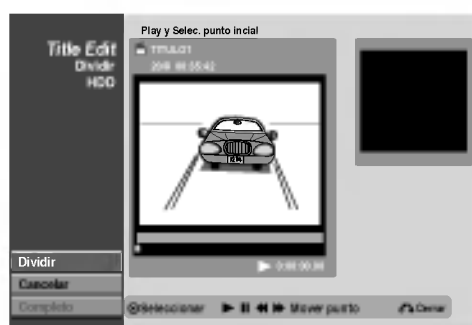 Play y Selec. punto incial
Title Edit
Dividir
HDD
TITULO1
Dividir
Cancelar
Completo
Seleccionar
Mover punto
Cerrar